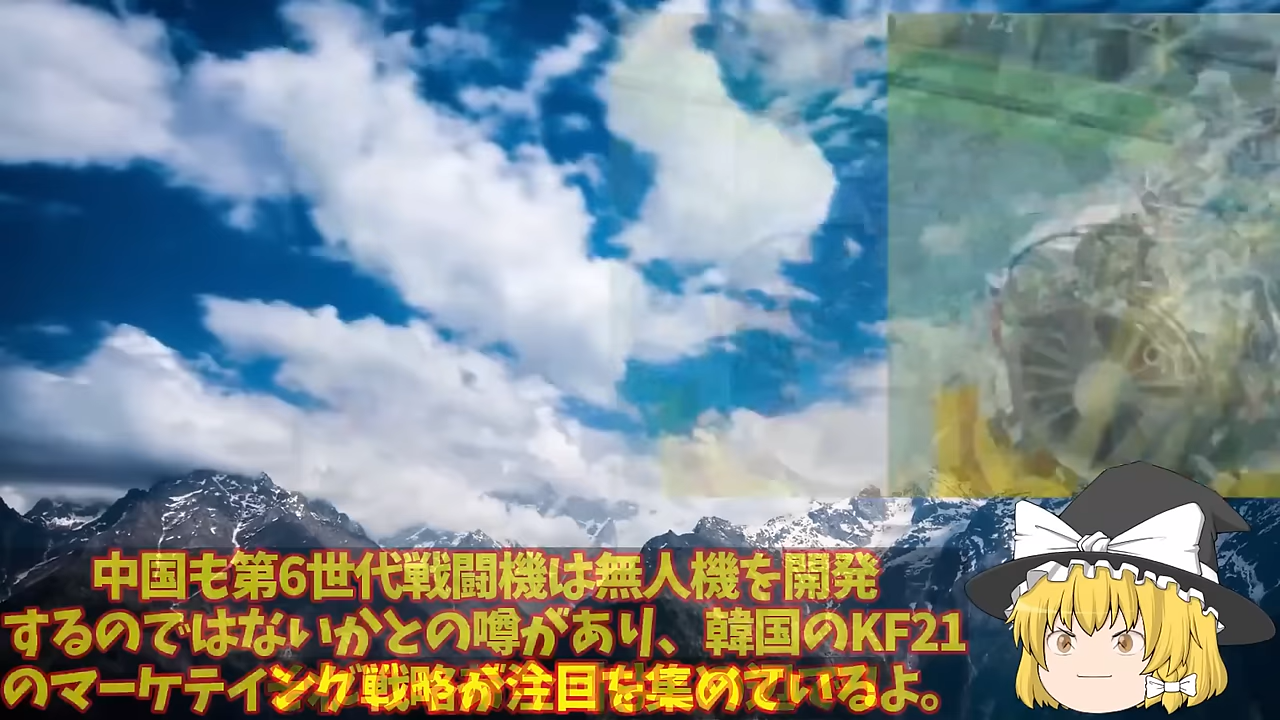 中国も第6世代戦闘機は無人機を開発
するのではないかとの噂があり、韓国のKF21
のマーケティング戦略が注目を集めているよ。